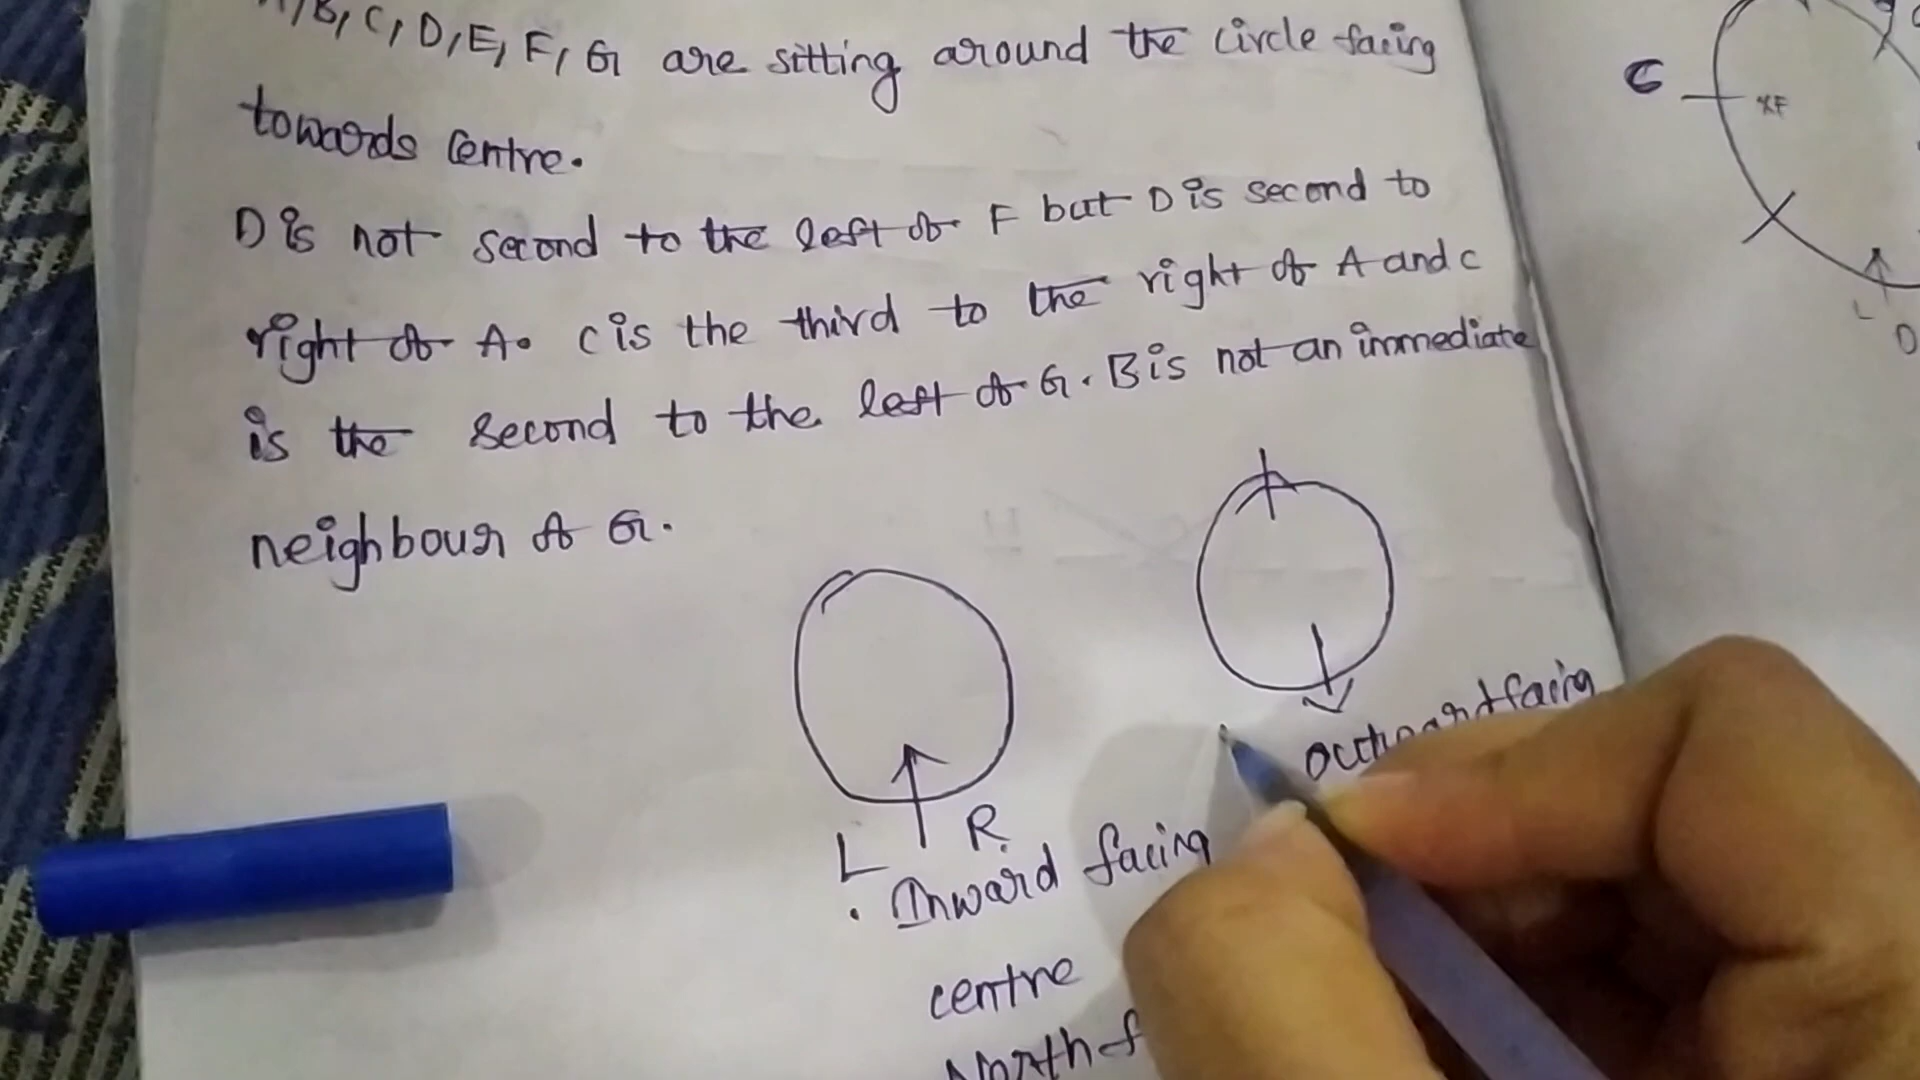 A, B, C, D, E, F, G are sitting around the circle facing
towards Centre.
D is not second to the left of F but D is second to
right of A. C is the third to the right of A and C
is the second to the left of G. B is not an immediate
neighbour of G.
L R
Inward facing
centre
North f
outward facing
C
XF
L
D